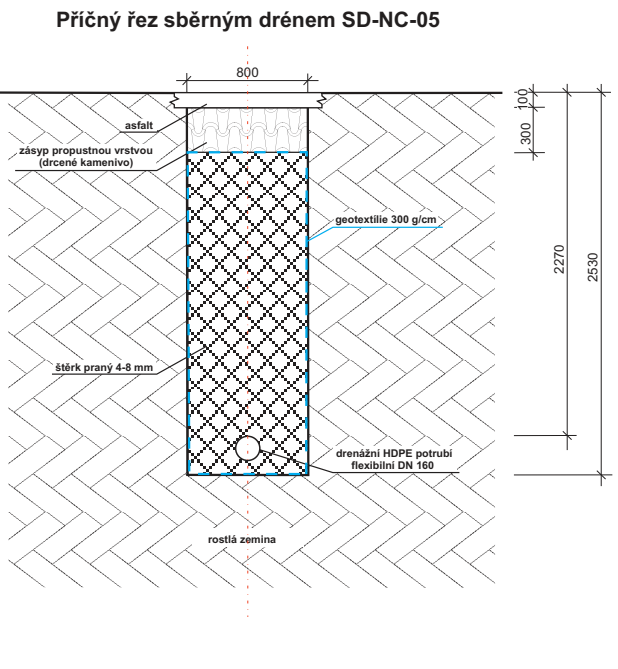 Příčný řez sběrným drénem SD-NC-05
800
100
asfalt
300
zásyp propustnou vrstvou
(drcené kamenivo)
geotextílie 300 g/cm
2270
2530
štěrk praný 4-8 mm
drenážní HDPE potrubí
flexibilní DN 160
rostlá zemina